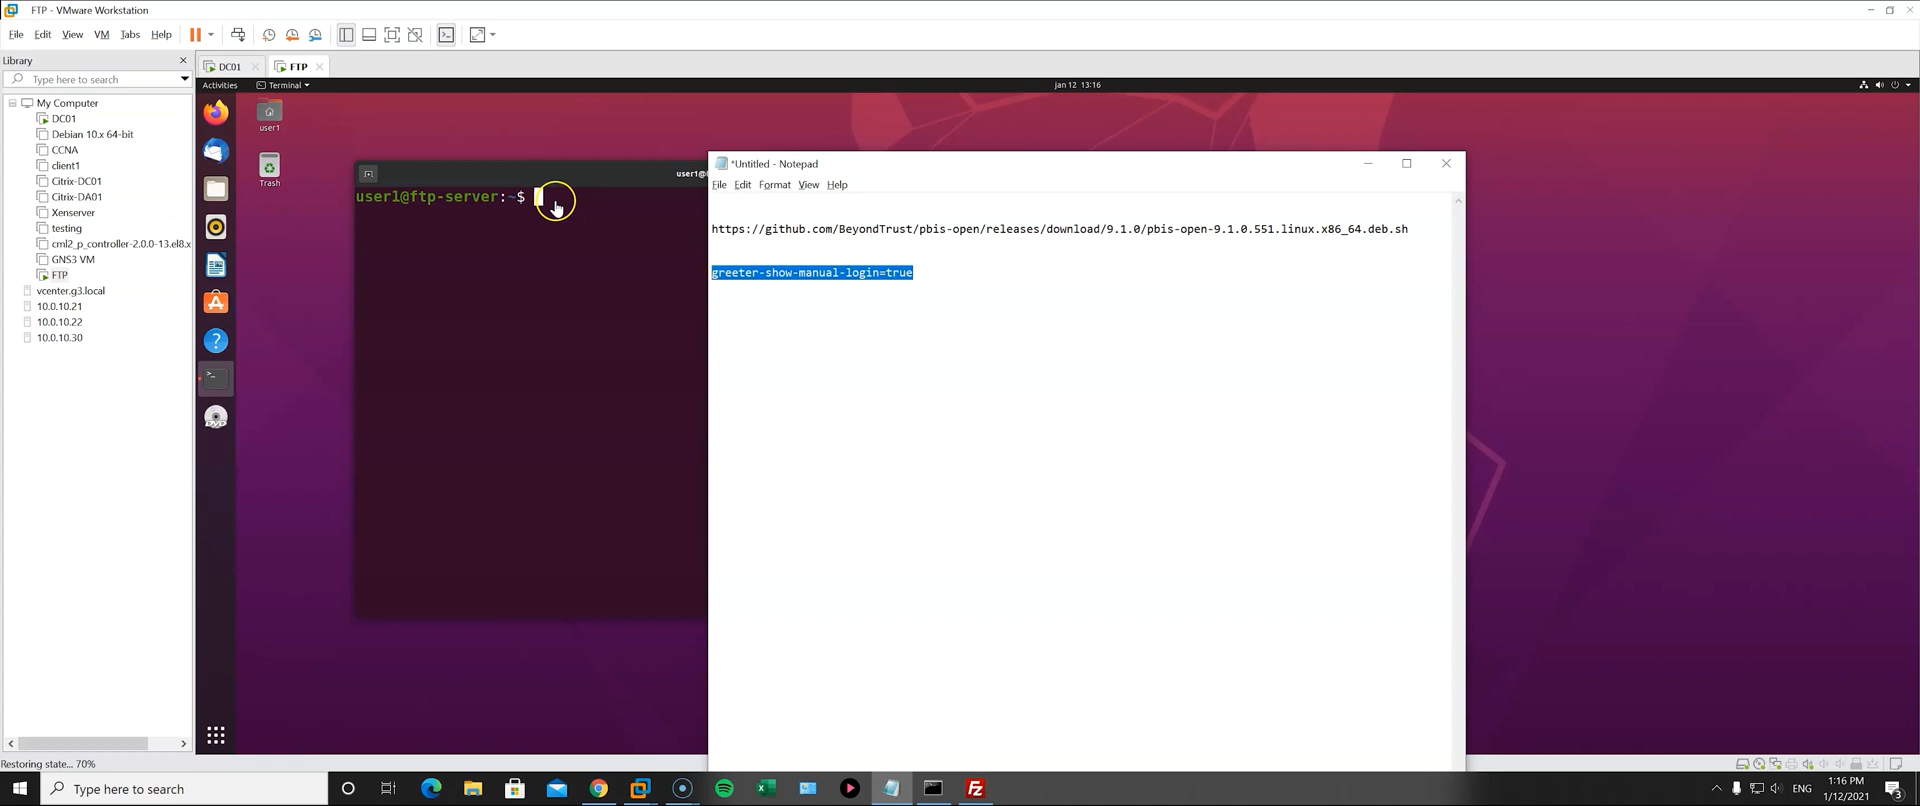 FTP - VMware Workstation
File Edit View VM Tabs Help
Library
Type here to search
My Computer
DC01
Debian 10.x 64-bit
CCNA
client1
Citrix-DC01
Citrix-DA01
Xenserver
testing
cml2_p_controller-2.0.0-13.el8.x
GNS3 VM
FTP
vcenter.g3.local
10.0.10.21
10.0.10.22
10.0.10.30
DC01 FTP
Activities Terminal Jan 12 13:16
user1
Trash
user1@
user1@ftp-server:~$
*Untitled - Notepad
File Edit Format View Help
https://github.com/BeyondTrust/pbis-open/releases/download/9.1.0/pbis-open-9.1.0.551.linux.x86_64.deb.sh
greeter-show-manual-login=true
DVD
Restoring state... 70%
Type here to search
ENG
1:16 PM
1/12/2021
3